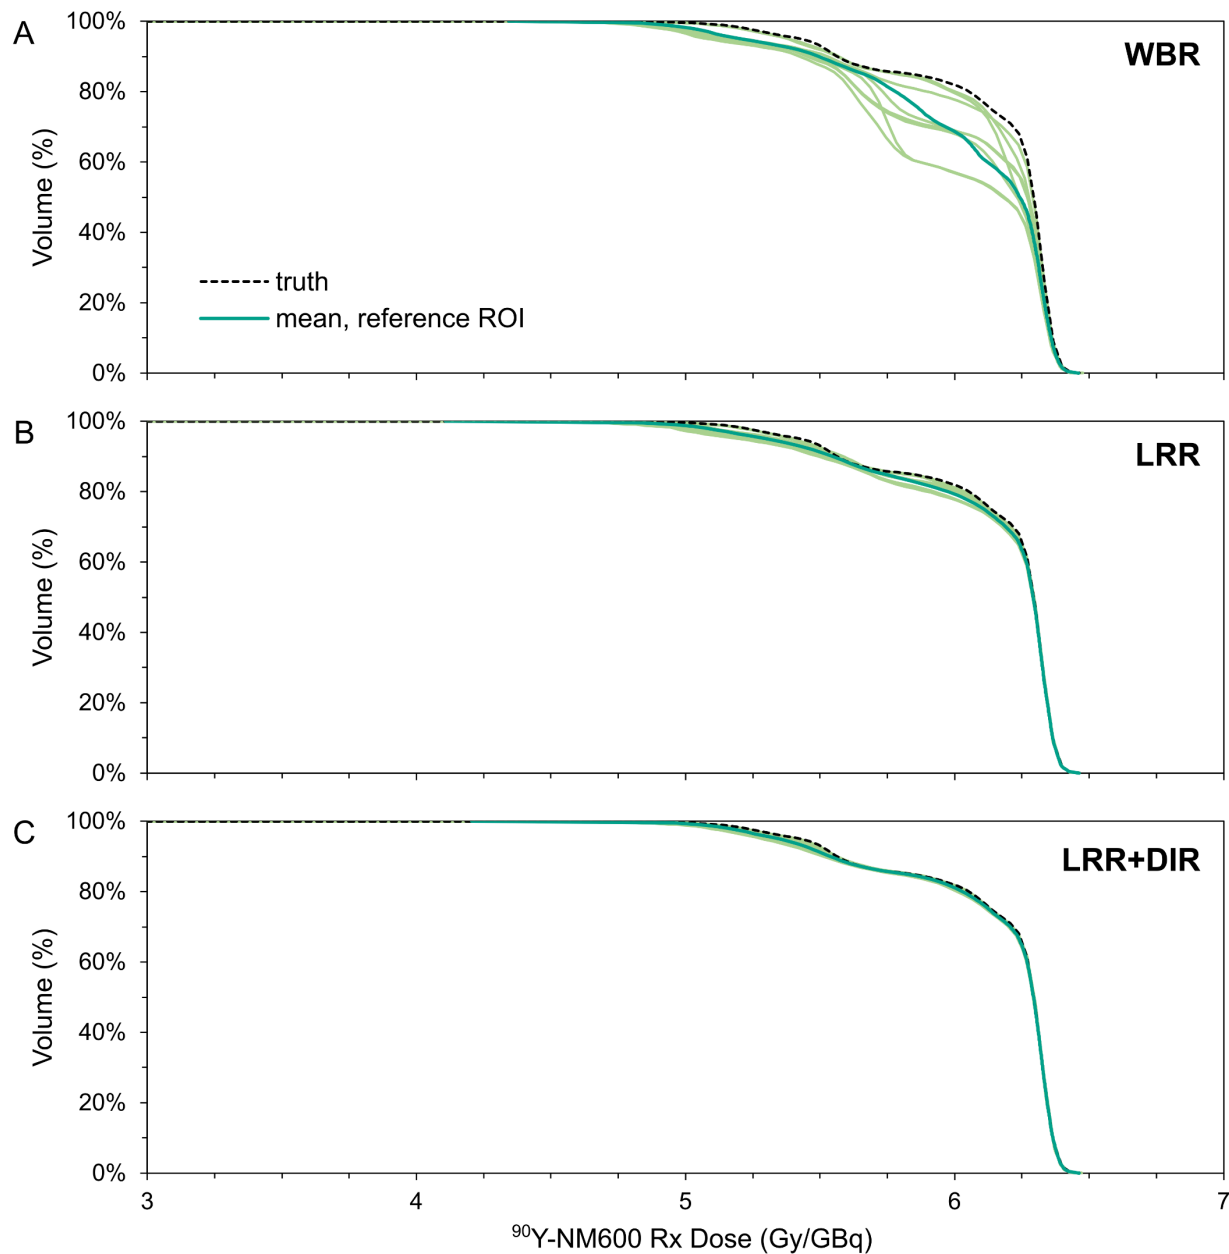 A
WBR
100%
80%
60%
40%
20%
0%
Volume (%)
truth
mean, reference ROI
B
LRR
100%
80%
60%
40%
20%
0%
Volume (%)
C
LRR+DIR
100%
80%
60%
40%
20%
0%
Volume (%)
3 4 5 6 7
⁹⁰Y-NM600 Rx Dose (Gy/GBq)